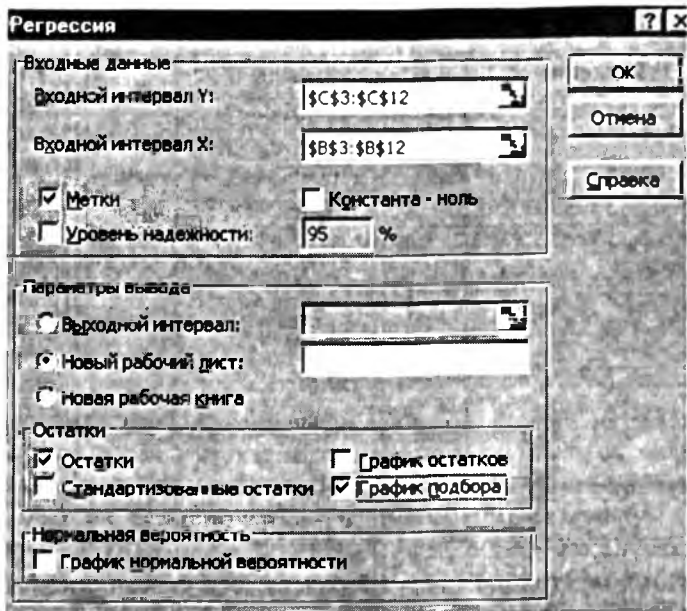 Регрессия
Входные данные
Входной интервал Y: $C$3:$C$12
Входной интервал X: $B$3:$B$12
Метки Константа - ноль
Уровень надежности: 95 %
Параметры вывода
Выходной интервал:
Новый рабочий лист:
Новая рабочая книга
Остатки
Остатки График остатков
Стандартизованные остатки График подбора
Нормальная вероятность
График нормальной вероятности
ОК
Отмена
Справка